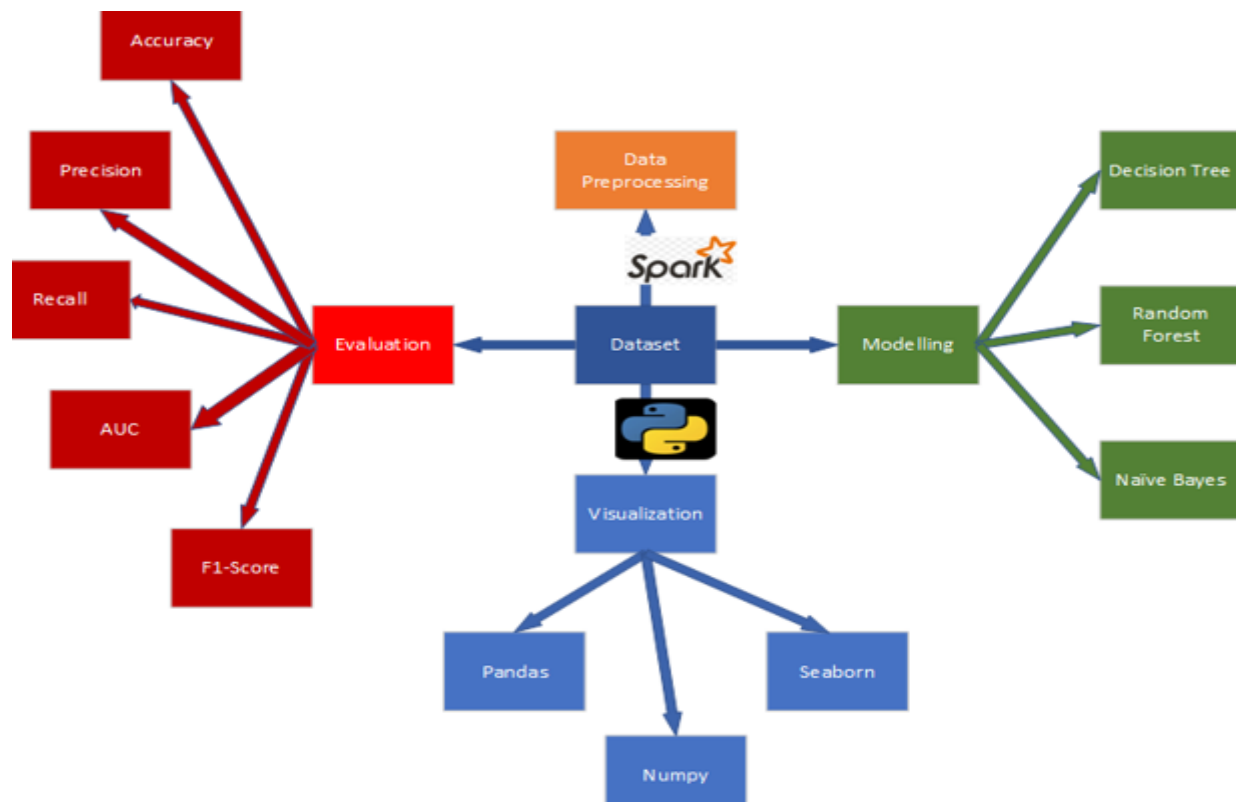 Accuracy
Precision
Recall
AUC
F1-Score
Evaluation
Data
Preprocessing
Spark
Dataset
Modelling
Decision Tree
Random
Forest
Naïve Bayes
Visualization
Pandas
Numpy
Seaborn